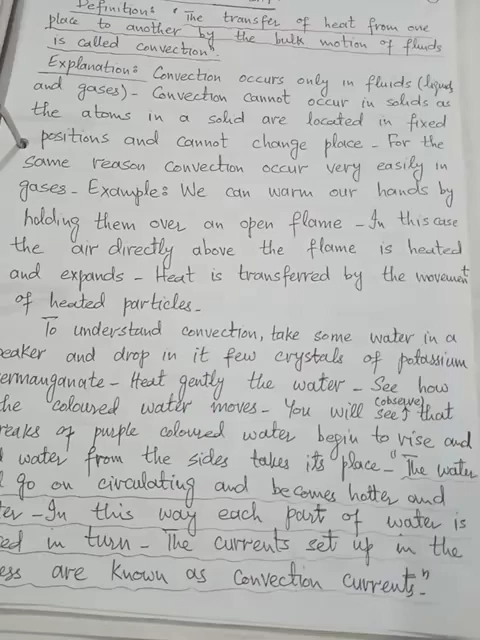 Definition: "The transfer of heat from one
place to another by the bulk motion of fluids
is called convection".
Explanation: Convection occurs only in fluids (liquids
and gases)- Convection cannot occur in solids as
the atoms in a solid are located in fixed
positions and cannot change place - For the
same reason convection occur very easily in
gases - Example: We can warm our hands by
holding them over an open flame - In this case
the air directly above the flame is heated
and expands - Heat is transferred by the movement
of heated particles -
To understand convection, take some water in a
eaker and drop in it few crystals of potassium
ermanganate - Heat gently the water - See how
he coloured water moves - You will see↑ (observe) that
reaks of purple coloured water begin to rise and
water from the sides takes its place - "The water
go on circulating and becomes hotter and
ter - In this way each part of water is
ed in turn - The currents set up in the
ess are known as convection currents."